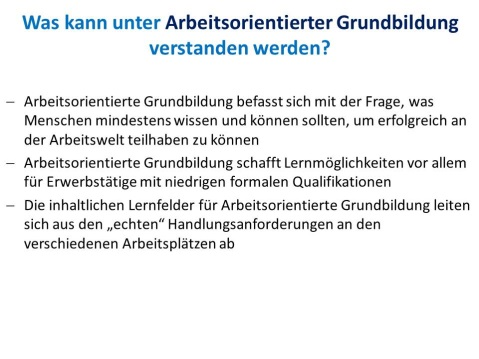 Was kann unter Arbeitsorientierter Grundbildung
verstanden werden?
– Arbeitsorientierte Grundbildung befasst sich mit der Frage, was
Menschen mindestens wissen und können sollten, um erfolgreich an
der Arbeitswelt teilhaben zu können
– Arbeitsorientierte Grundbildung schafft Lernmöglichkeiten vor allem
für Erwerbstätige mit niedrigen formalen Qualifikationen
– Die inhaltlichen Lernfelder für Arbeitsorientierte Grundbildung leiten
sich aus den „echten“ Handlungsanforderungen an den
verschiedenen Arbeitsplätzen ab